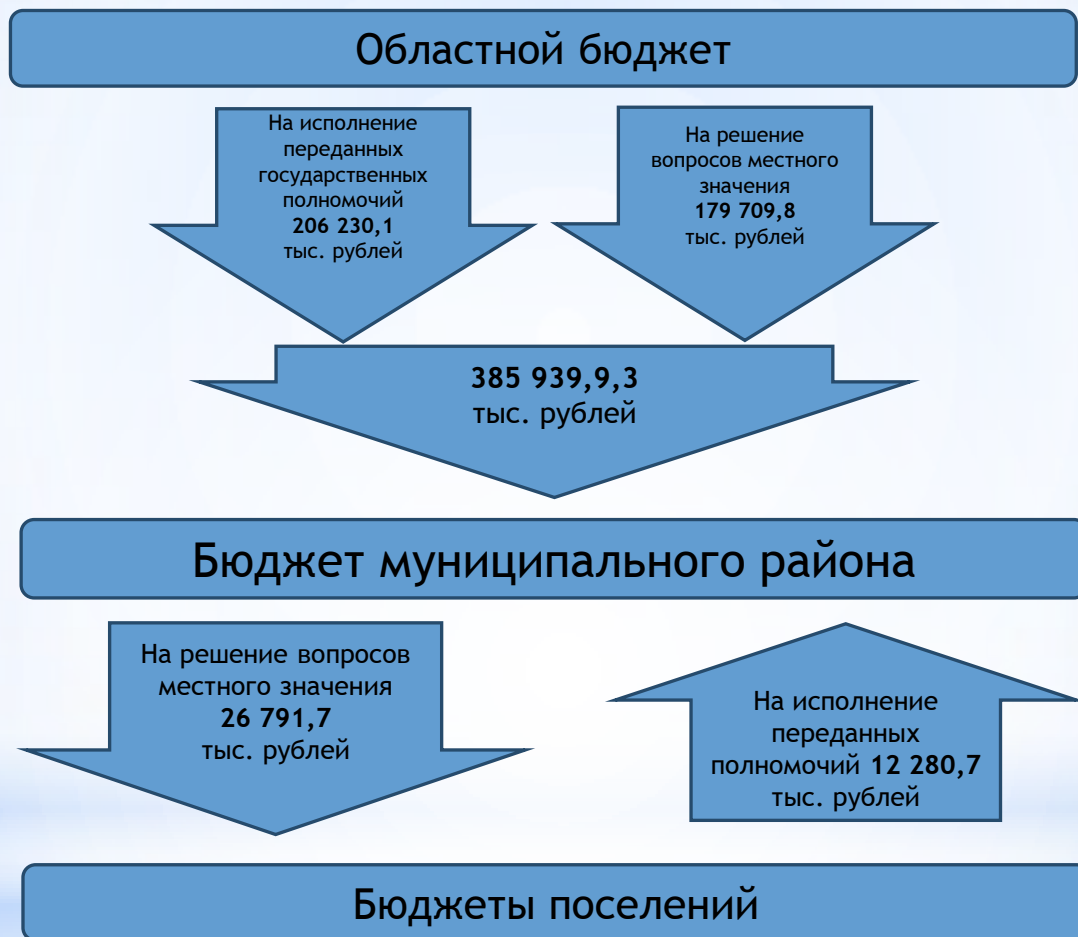 Областной бюджет
На исполнение
переданных
государственных
полномочий
206 230,1
тыс. рублей
На решение
вопросов местного
значения
179 709,8
тыс. рублей
385 939,9,3
тыс. рублей
Бюджет муниципального района
На решение вопросов
местного значения
26 791,7
тыс. рублей
На исполнение
переданных
полномочий 12 280,7
тыс. рублей
Бюджеты поселений